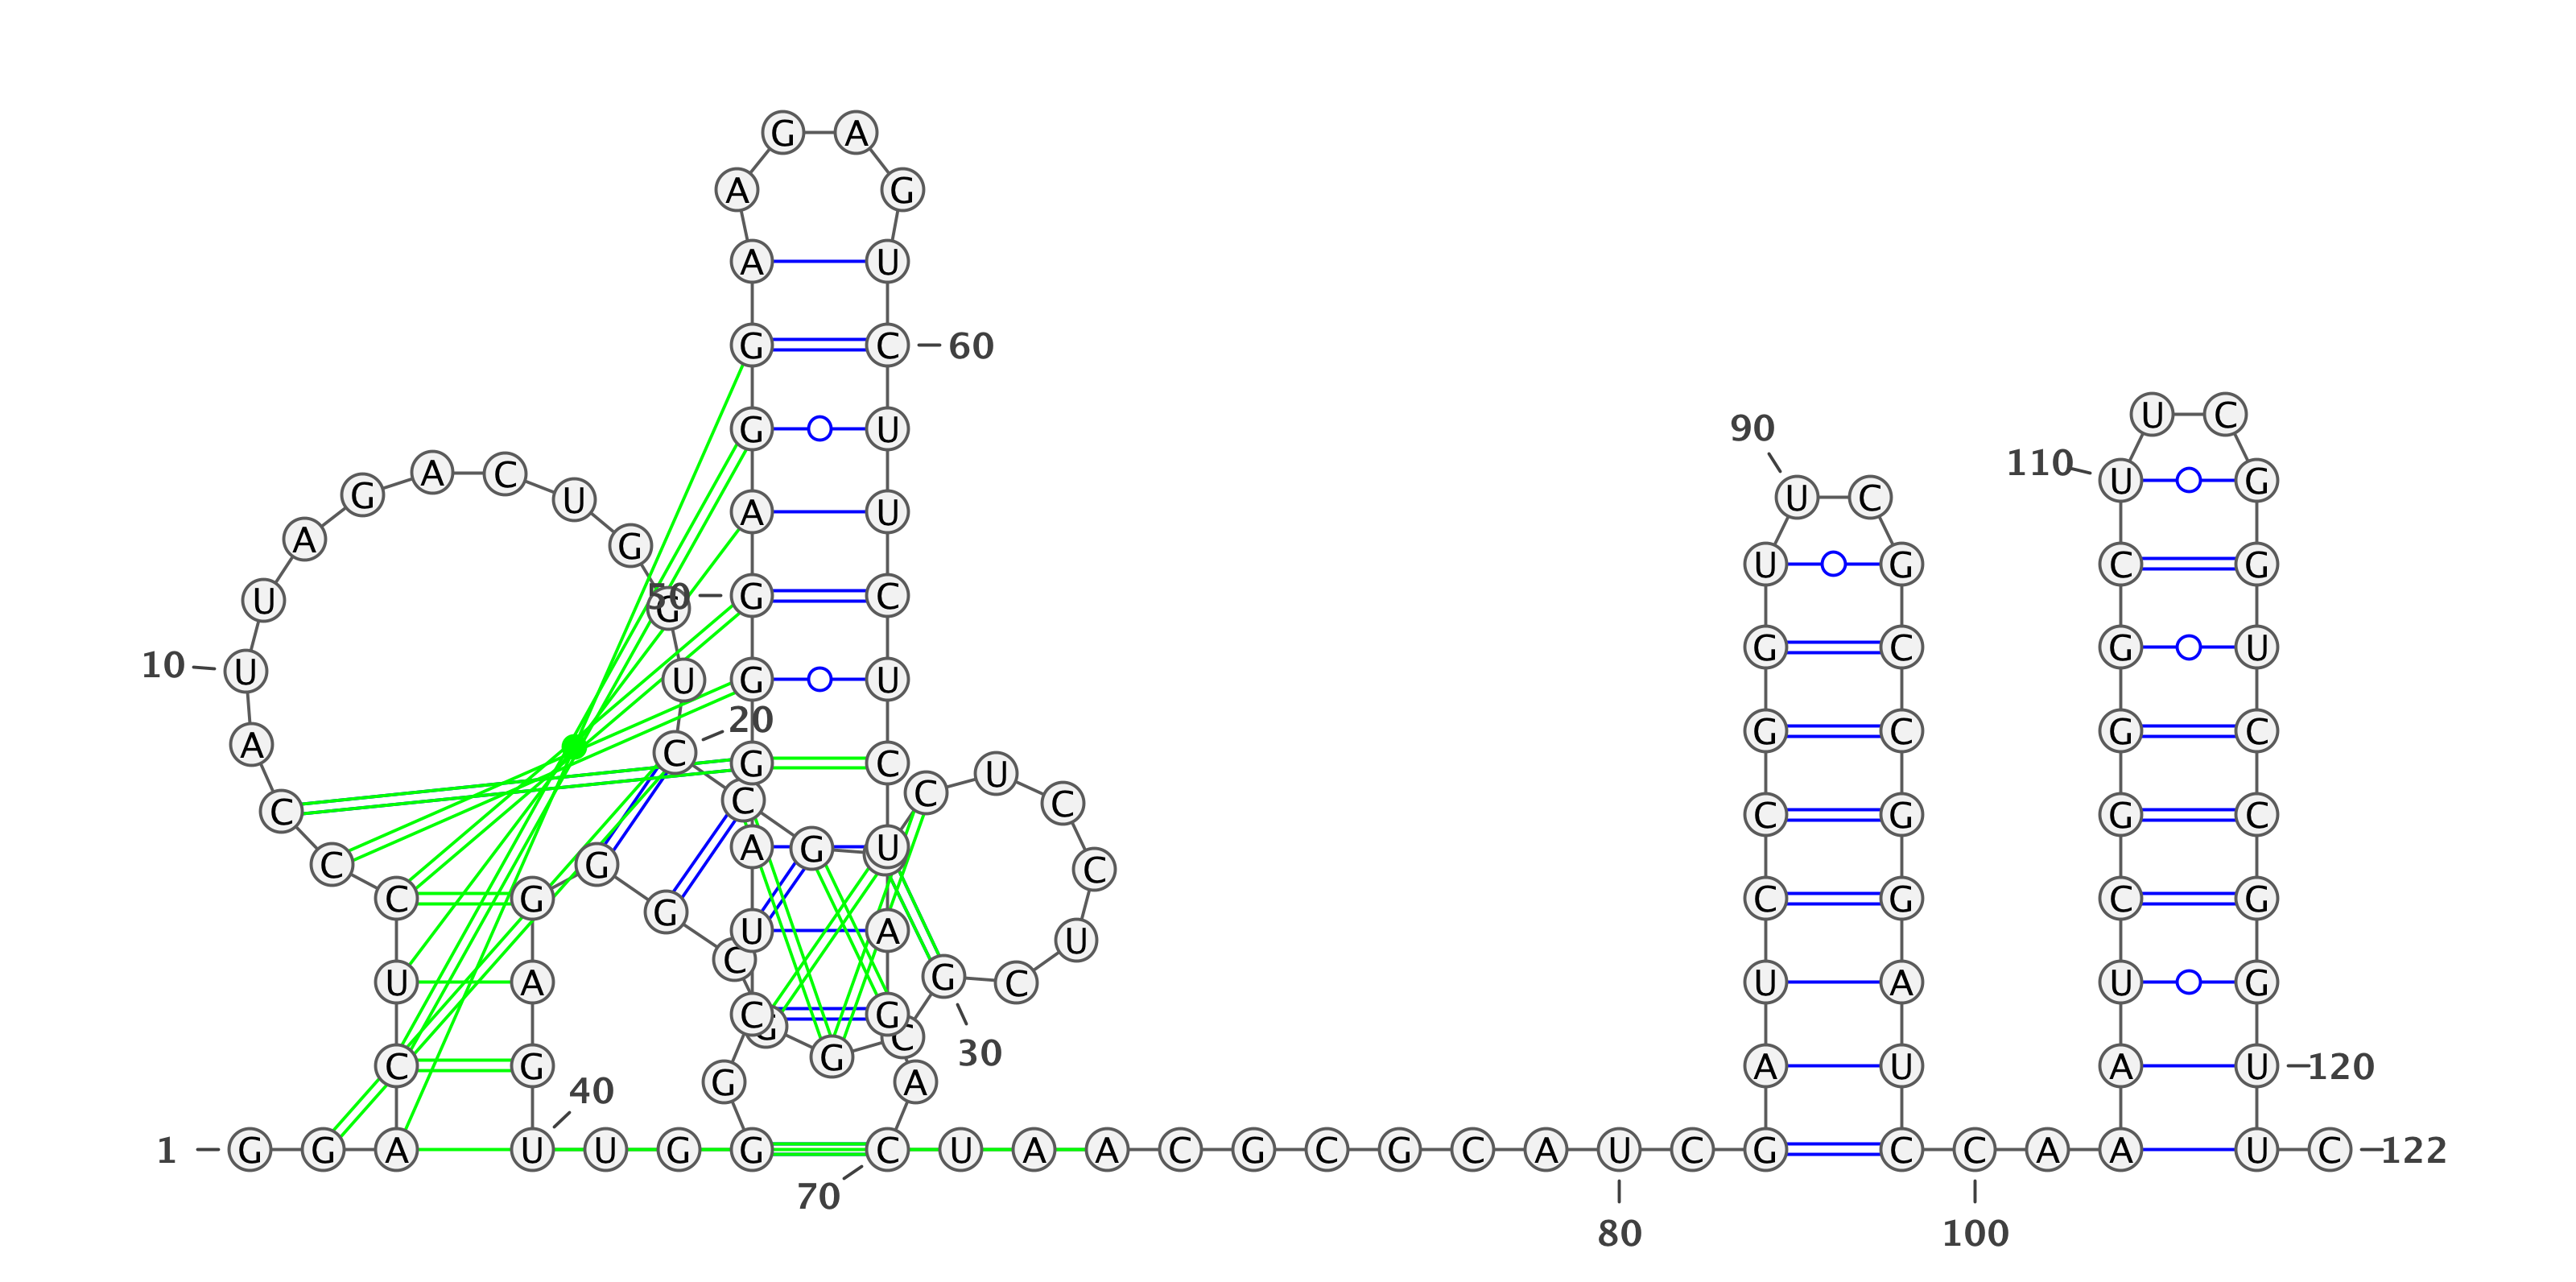 G A
A G
A U
G C 60
U C
90 G U
A C 110 U G
G U U C
A U
A G U G C G
U 50 G G C
G C G U
10 U U G U
20
A C G C G C
G C U
C C C C
G G C
A G U
C G C
C G C G C G
G
U A U
C G
U A C U A U G
C G
G C
G 30
C G A U A U 120
40 G A
1 G G A U U G G C U A A C G C G C A U C G C C A A U C 122
70
80 100